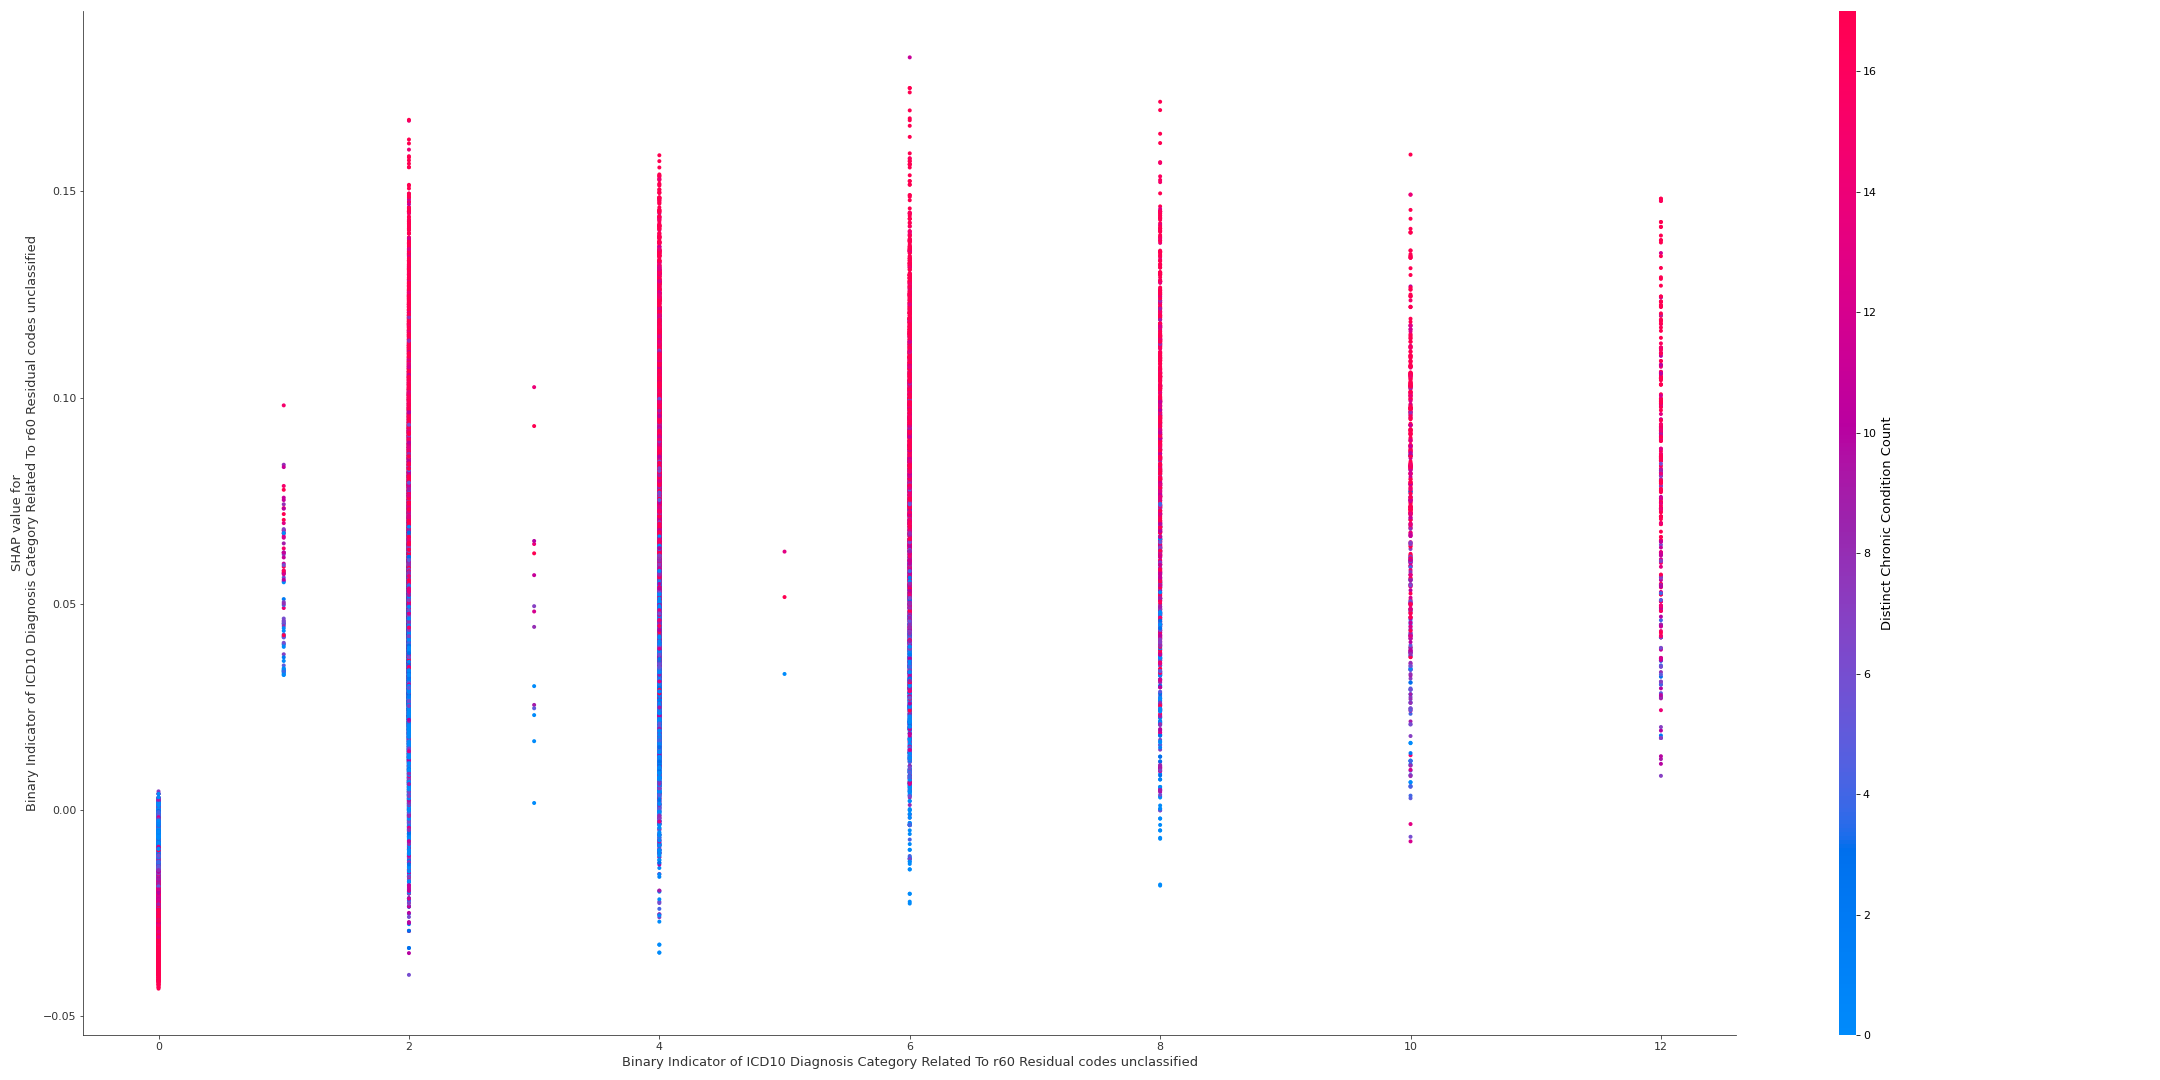 SHAP value for
Binary Indicator of ICD10 Diagnosis Category Related To r60 Residual codes unclassified
0.15
0.10
0.05
0.00
−0.05
0 2 4 6 8 10 12
Binary Indicator of ICD10 Diagnosis Category Related To r60 Residual codes unclassified
16
14
12
10
8
6
4
2
0
Distinct Chronic Condition Count